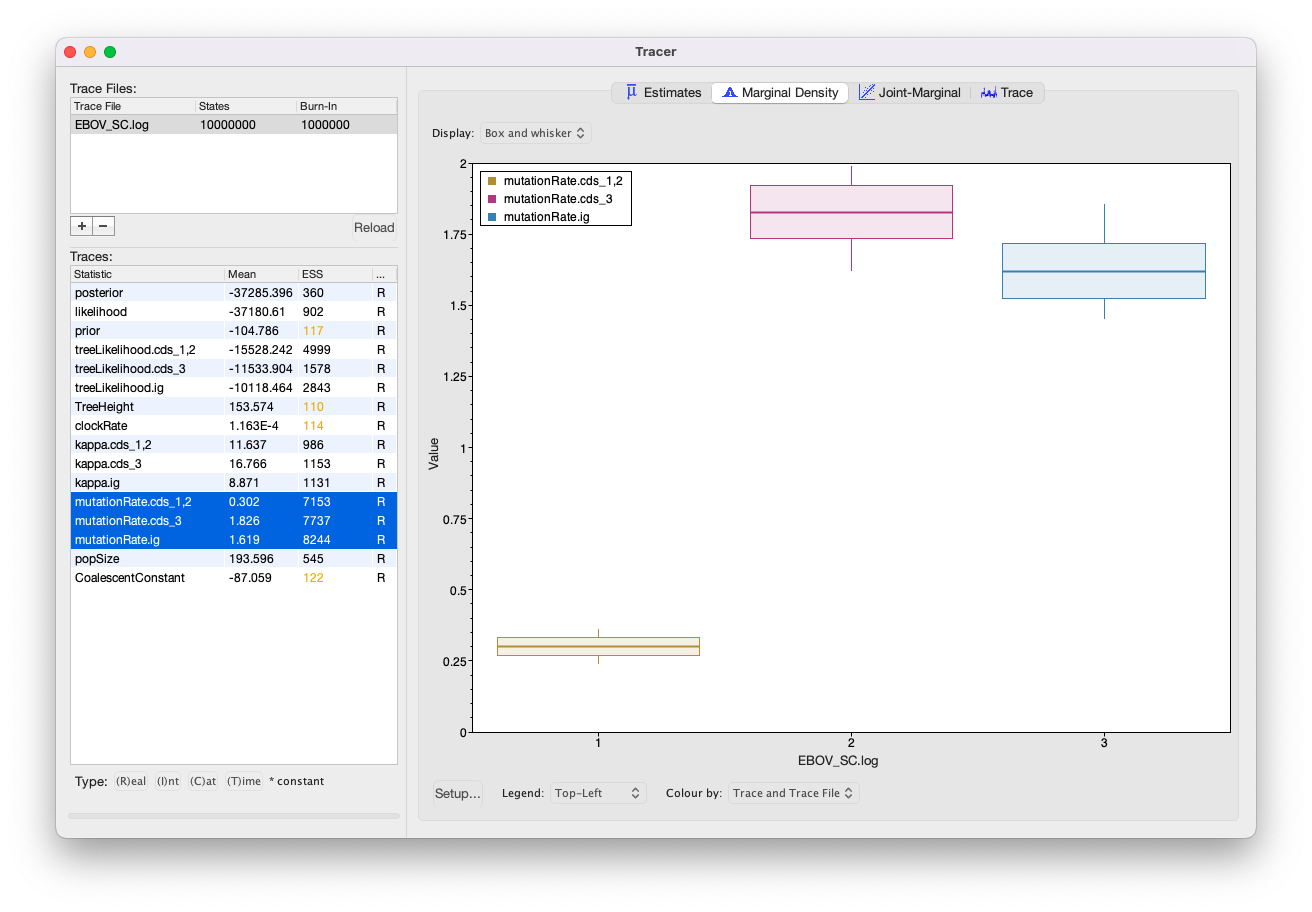 Tracer
Trace Files:
Trace File States Burn-In
EBOV_SC.log 10000000 1000000
+ −
Reload
Traces:
Statistic Mean ESS ...
posterior -37285.396 360 R
likelihood -37180.61 902 R
prior -104.786 117 R
treeLikelihood.cds_1,2 -15528.242 4999 R
treeLikelihood.cds_3 -11533.904 1578 R
treeLikelihood.ig -10118.464 2843 R
TreeHeight 153.574 110 R
clockRate 1.163E-4 114 R
kappa.cds_1,2 11.637 986 R
kappa.cds_3 16.766 1153 R
kappa.ig 8.871 1131 R
mutationRate.cds_1,2 0.302 7153 R
mutationRate.cds_3 1.826 7737 R
mutationRate.ig 1.619 8244 R
popSize 193.596 545 R
CoalescentConstant -87.059 122 R
Type: (R)eal (I)nt (C)at (T)ime * constant
µ Estimates Marginal Density Joint-Marginal Trace
Display: Box and whisker
mutationRate.cds_1,2
mutationRate.cds_3
mutationRate.ig
2
1.75
1.5
1.25
1
0.75
0.5
0.25
0
Value
1 2 3
EBOV_SC.log
Setup... Legend: Top-Left Colour by: Trace and Trace File